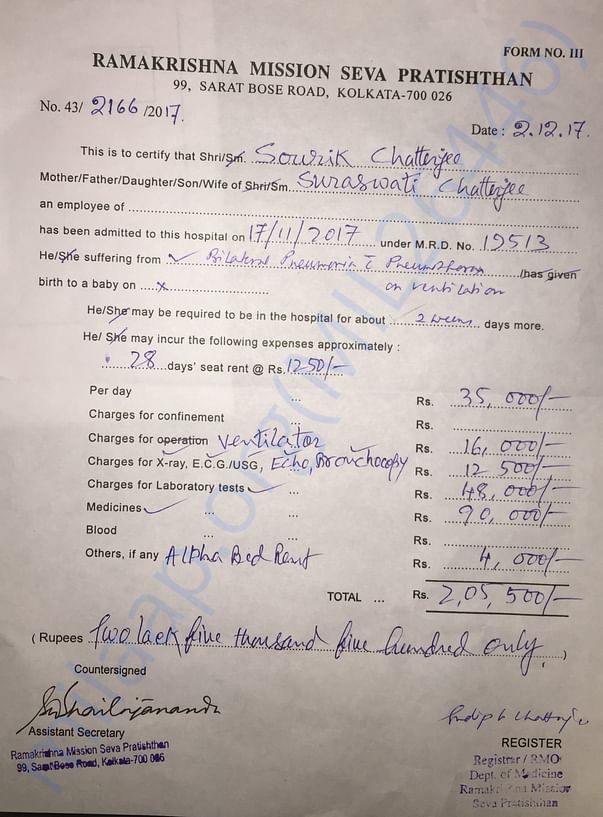 FORM NO. III
RAMAKRISHNA MISSION SEVA PRATISHTHAN
99, SARAT BOSE ROAD, KOLKATA-700 026
No. 43/ 2166 /2017.
Date : 2.12.17.
This is to certify that Shri/Sm. Sourik Chatterjee
Mother/Father/Daughter/Son/Wife of Shri/Sm. Suraswati Chatterjee
an employee of
has been admitted to this hospital on 17/11/2017 under M.R.D. No. 19513
He/She suffering from Bilateral Pneumonia /has given
birth to a baby on x on ventilation
He/She may be required to be in the hospital for about 2 weeks days more.
He/ She may incur the following expenses approximately :
28 days' seat rent @ Rs. 1250/-
Per day ... Rs. 35,000/-
Charges for confinement ... Rs.
Charges for operation ventilator Rs. 16,000/-
Charges for X-ray, E.C.G./USG, Echo, Bronchocopy Rs. 12 500/-
Charges for Laboratory tests ... Rs. 48,000/-
Medicines ... ... Rs. 90,000/-
Blood ... ... Rs.
Others, if any Alpha Bed Rent Rs. 4,000/-
TOTAL ... Rs. 2,05,500/-
( Rupees Two lack five thousand five hundred only. )
Countersigned
Assistant Secretary
Ramakrishna Mission Seva Pratishthan
99, Sarat Bose Road, Kolkata-700 026
REGISTER
Registrar / RMO
Dept. of Medicine
Ramakrishna Mission
Seva Pratishthan